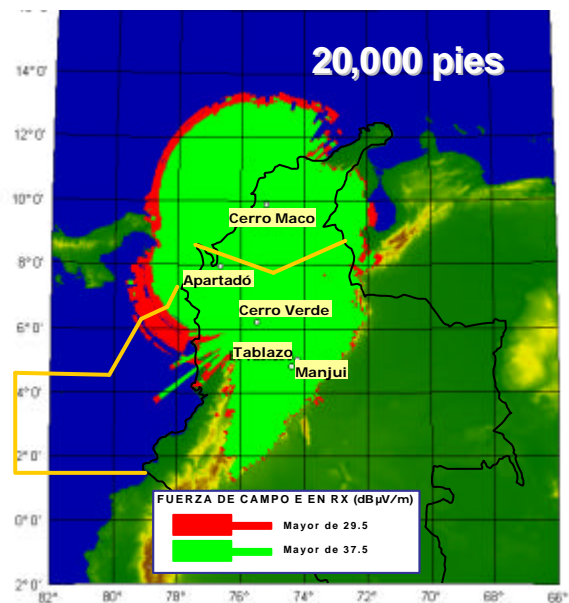 20,000 pies
14°0'
12°0'
10°0'
Cerro Maco
8°0'
Apartadó
6°0'
Cerro Verde
Tablazo
Manjui
4°0'
2°0'
FUERZA DE CAMPO E EN RX (dBµV/m)
Mayor de 29.5
0°0'
Mayor de 37.5
2°0'
82° 80° 78° 76° 74° 72° 70° 68° 66°